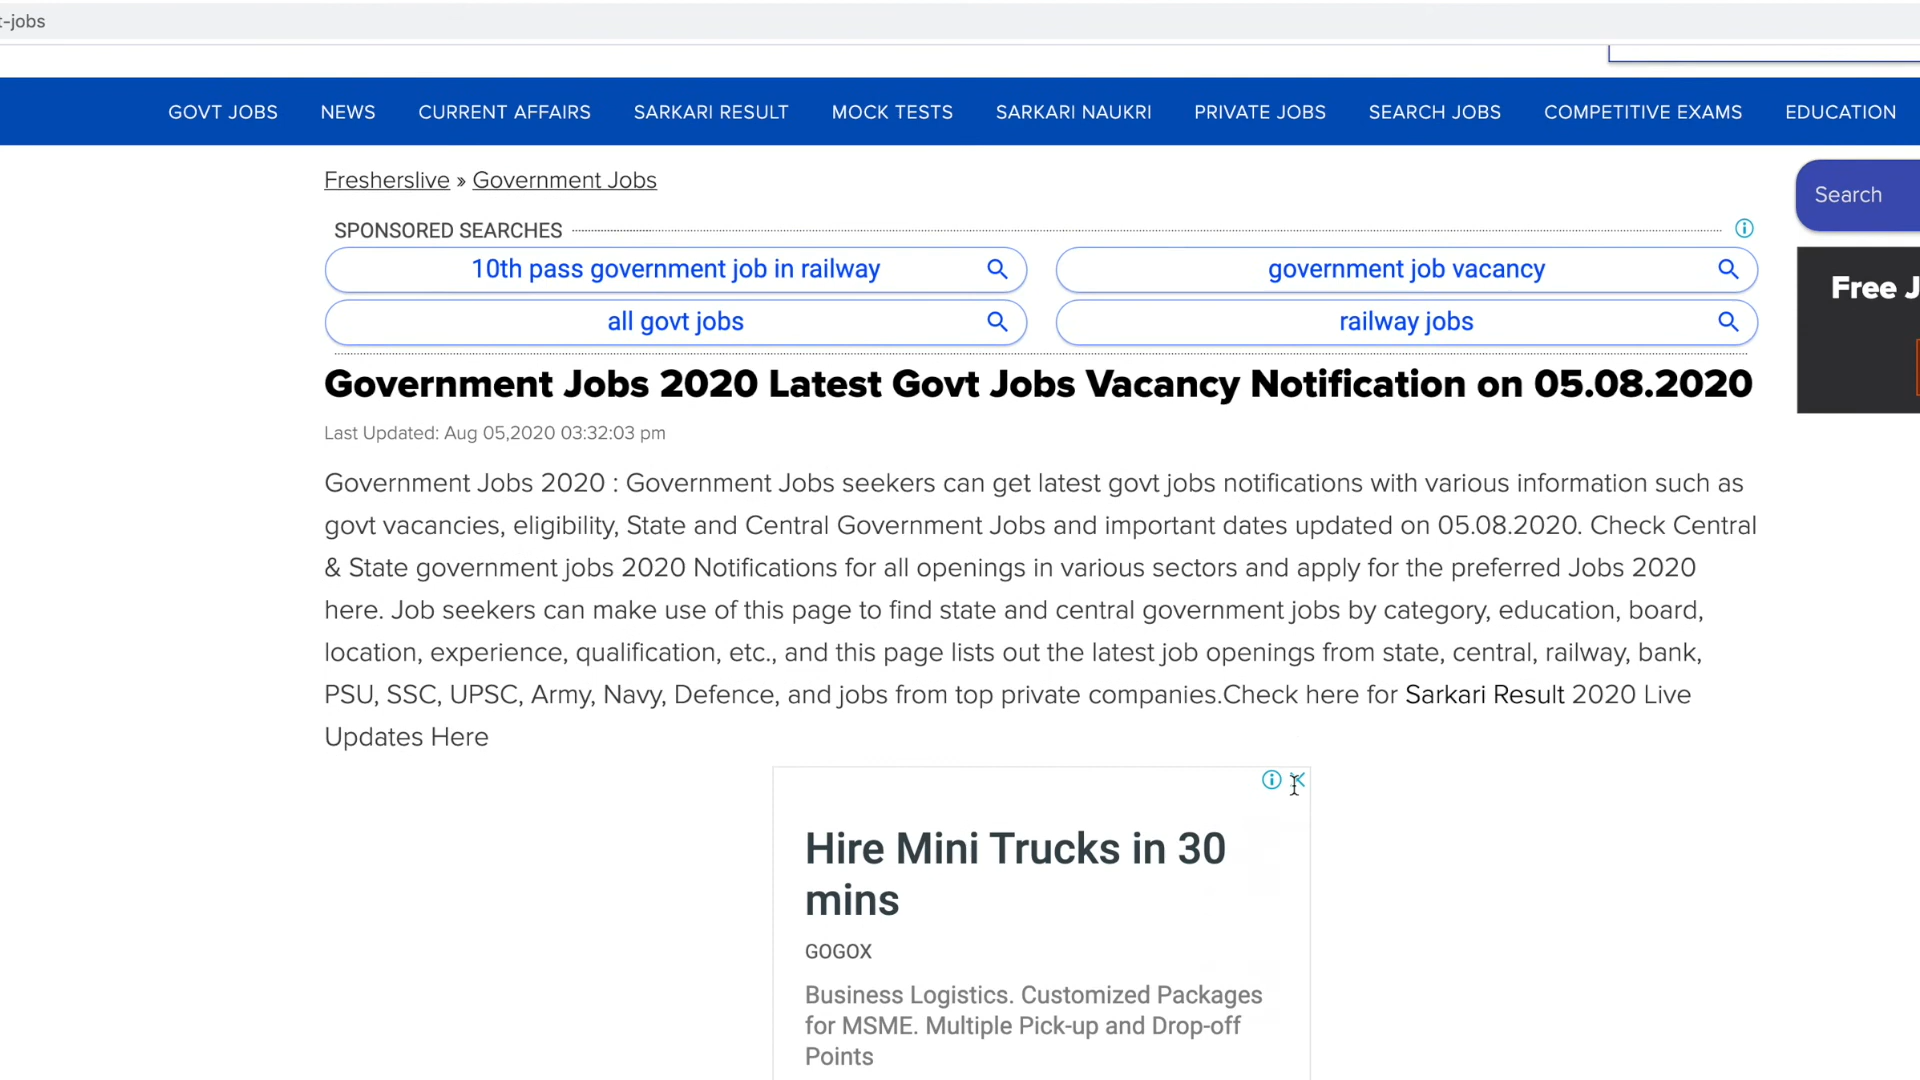 t-jobs
GOVT JOBS NEWS CURRENT AFFAIRS SARKARI RESULT MOCK TESTS SARKARI NAUKRI PRIVATE JOBS SEARCH JOBS COMPETITIVE EXAMS EDUCATION
Fresherslive » Government Jobs
Search
SPONSORED SEARCHES
10th pass government job in railway
government job vacancy
all govt jobs
railway jobs
Free J
Government Jobs 2020 Latest Govt Jobs Vacancy Notification on 05.08.2020
Last Updated: Aug 05,2020 03:32:03 pm
Government Jobs 2020 : Government Jobs seekers can get latest govt jobs notifications with various information such as
govt vacancies, eligibility, State and Central Government Jobs and important dates updated on 05.08.2020. Check Central
& State government jobs 2020 Notifications for all openings in various sectors and apply for the preferred Jobs 2020
here. Job seekers can make use of this page to find state and central government jobs by category, education, board,
location, experience, qualification, etc., and this page lists out the latest job openings from state, central, railway, bank,
PSU, SSC, UPSC, Army, Navy, Defence, and jobs from top private companies.Check here for Sarkari Result 2020 Live
Updates Here
Hire Mini Trucks in 30
mins
GOGOX
Business Logistics. Customized Packages
for MSME. Multiple Pick-up and Drop-off
Points